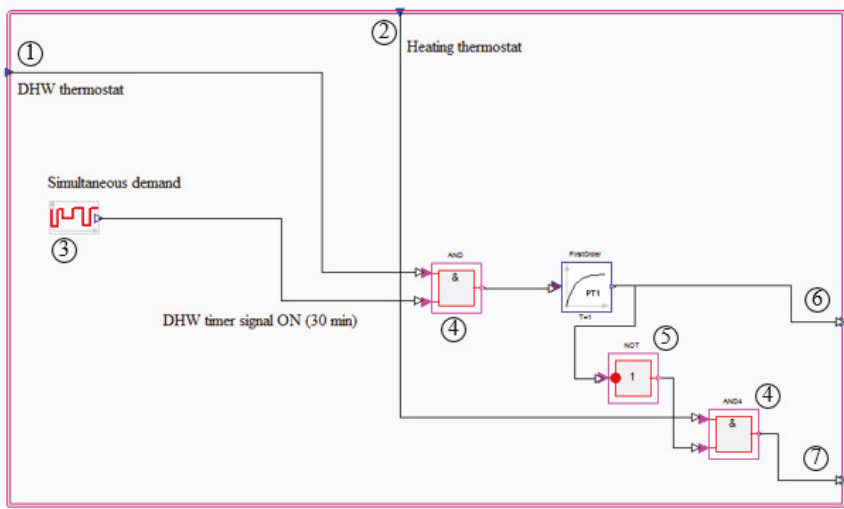 ① ② Heating thermostat
DHW thermostat
Simultaneous demand
③
AND
&
④
DHW timer signal ON (30 min)
FirstOrder
PT1
T=1
⑥
NOT
⑤
1
AND4
④
&
⑦